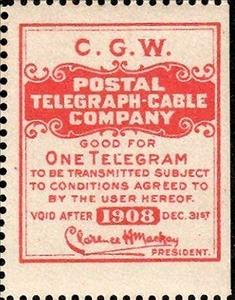 C. G. W.
POSTAL
TELEGRAPH-CABLE
COMPANY
GOOD FOR
ONE TELEGRAM
TO BE TRANSMITTED SUBJECT
TO CONDITIONS AGREED TO
BY THE USER HEREOF.
VOID AFTER 1908 DEC. 31ST
Clarence H Mackay
PRESIDENT.